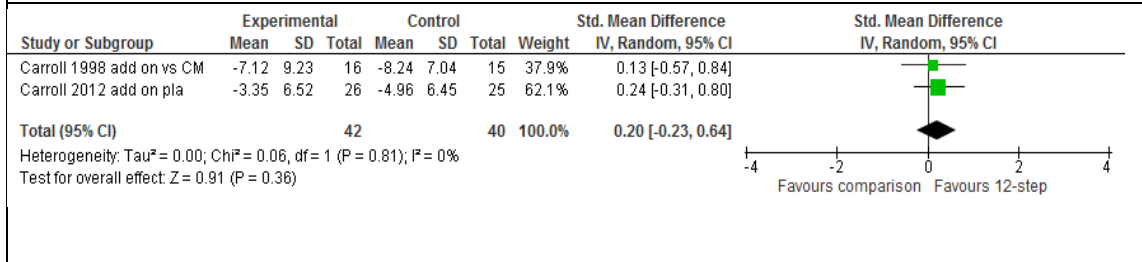 Experimental Control Std. Mean Difference Std. Mean Difference
Study or Subgroup Mean SD Total Mean SD Total Weight IV, Random, 95% CI IV, Random, 95% CI
Carroll 1998 add on vs CM -7.12 9.23 16 -8.24 7.04 15 37.9% 0.13 [-0.57, 0.84]
Carroll 2012 add on pla -3.35 6.52 26 -4.96 6.45 25 62.1% 0.24 [-0.31, 0.80]
Total (95% CI) 42 40 100.0% 0.20 [-0.23, 0.64]
Heterogeneity: Tau² = 0.00; Chi² = 0.06, df = 1 (P = 0.81); I² = 0%
Test for overall effect: Z = 0.91 (P = 0.36)
-4 -2 0 2 4
Favours comparison Favours 12-step